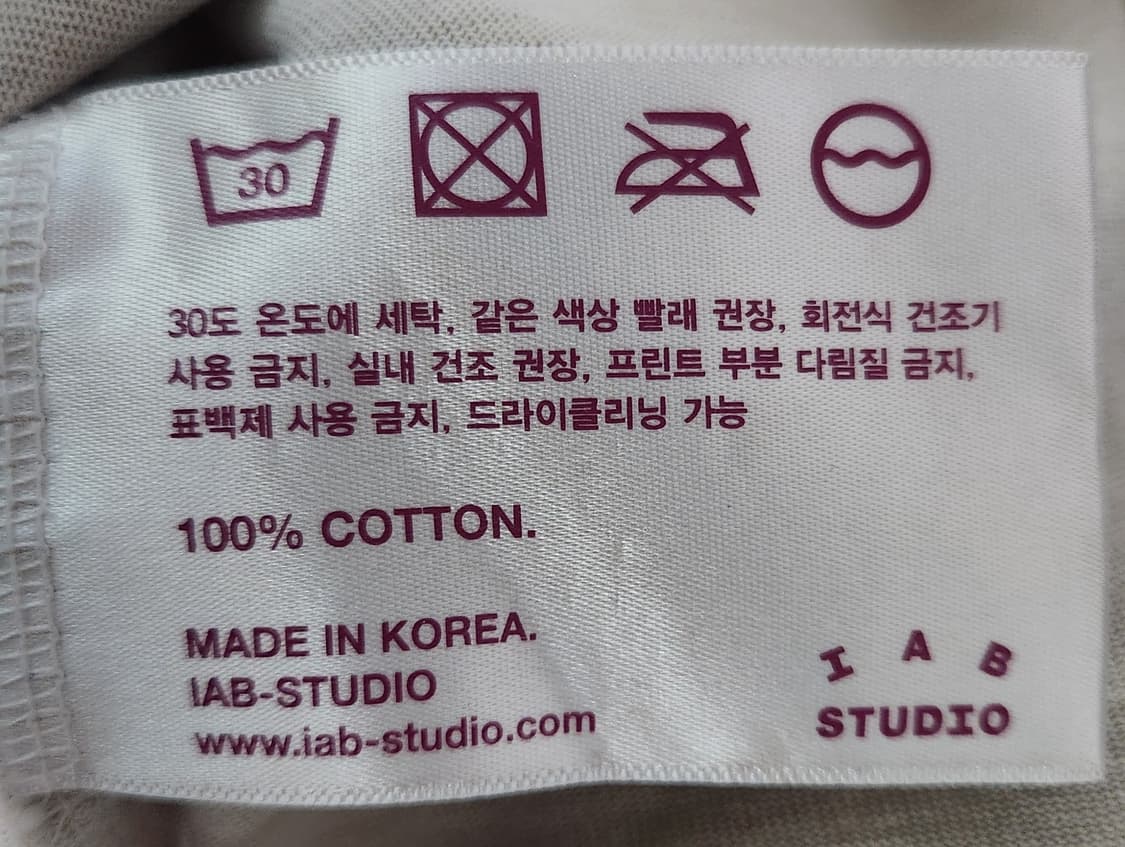 30
30도 온도에 세탁, 같은 색상 빨래 권장, 회전식 건조기
사용 금지, 실내 건조 권장, 프린트 부분 다림질 금지,
표백제 사용 금지, 드라이클리닝 가능
100% COTTON.
MADE IN KOREA.
IAB-STUDIO
www.iab-studio.com
I A B
STUDIO